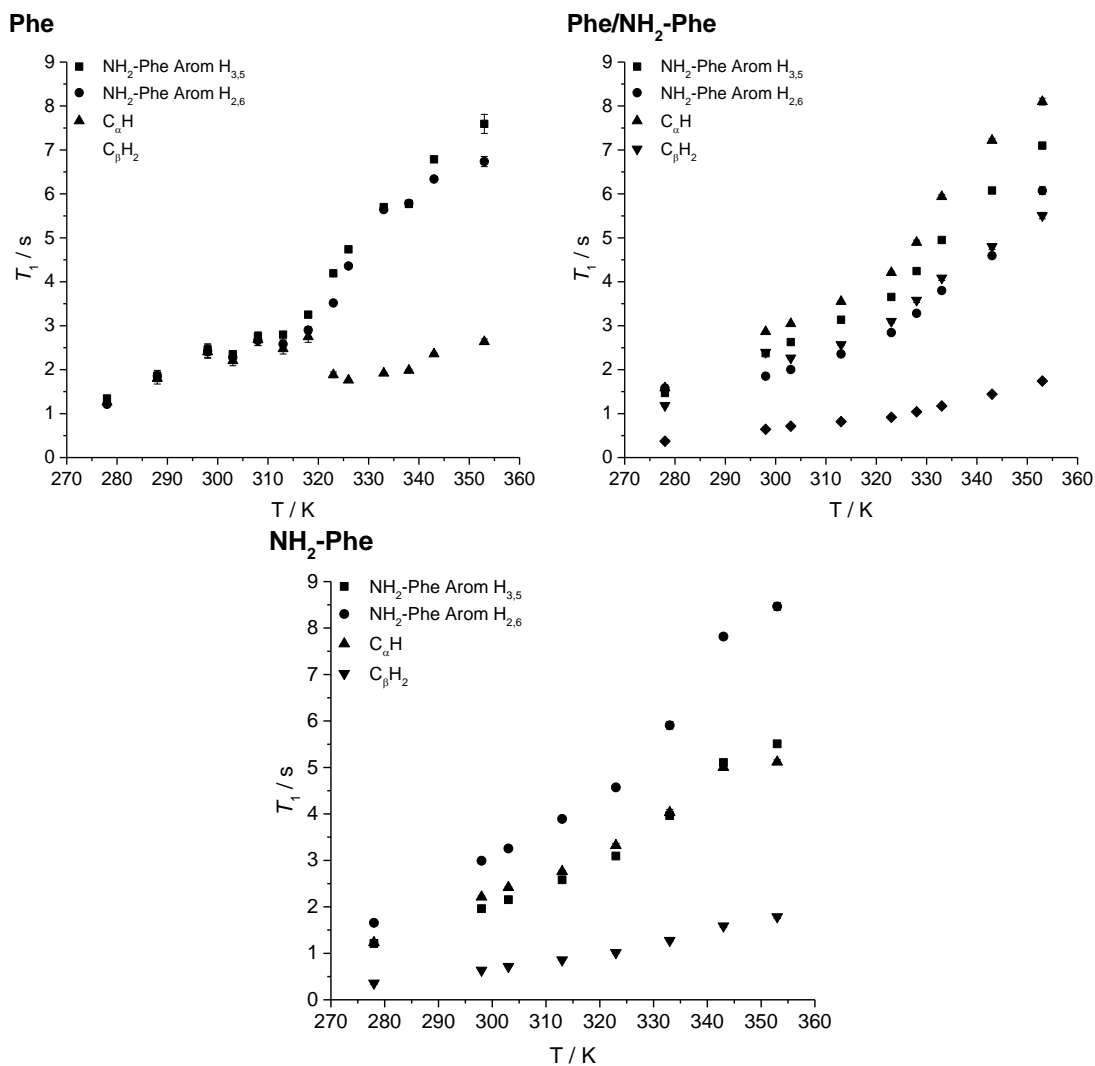 Phe
9
8
7
6
5
4
3
2
1
0
T₁ / s
NH₂-Phe Arom H₃,₅
NH₂-Phe Arom H₂,₆
CαH
CβH₂
270 280 290 300 310 320 330 340 350 360
T / K
Phe/NH₂-Phe
9
8
7
6
5
4
3
2
1
0
T₁ / s
NH₂-Phe Arom H₃,₅
NH₂-Phe Arom H₂,₆
CαH
CβH₂
270 280 290 300 310 320 330 340 350 360
T / K
NH₂-Phe
9
8
7
6
5
4
3
2
1
0
T₁ / s
NH₂-Phe Arom H₃,₅
NH₂-Phe Arom H₂,₆
CαH
CβH₂
270 280 290 300 310 320 330 340 350 360
T / K